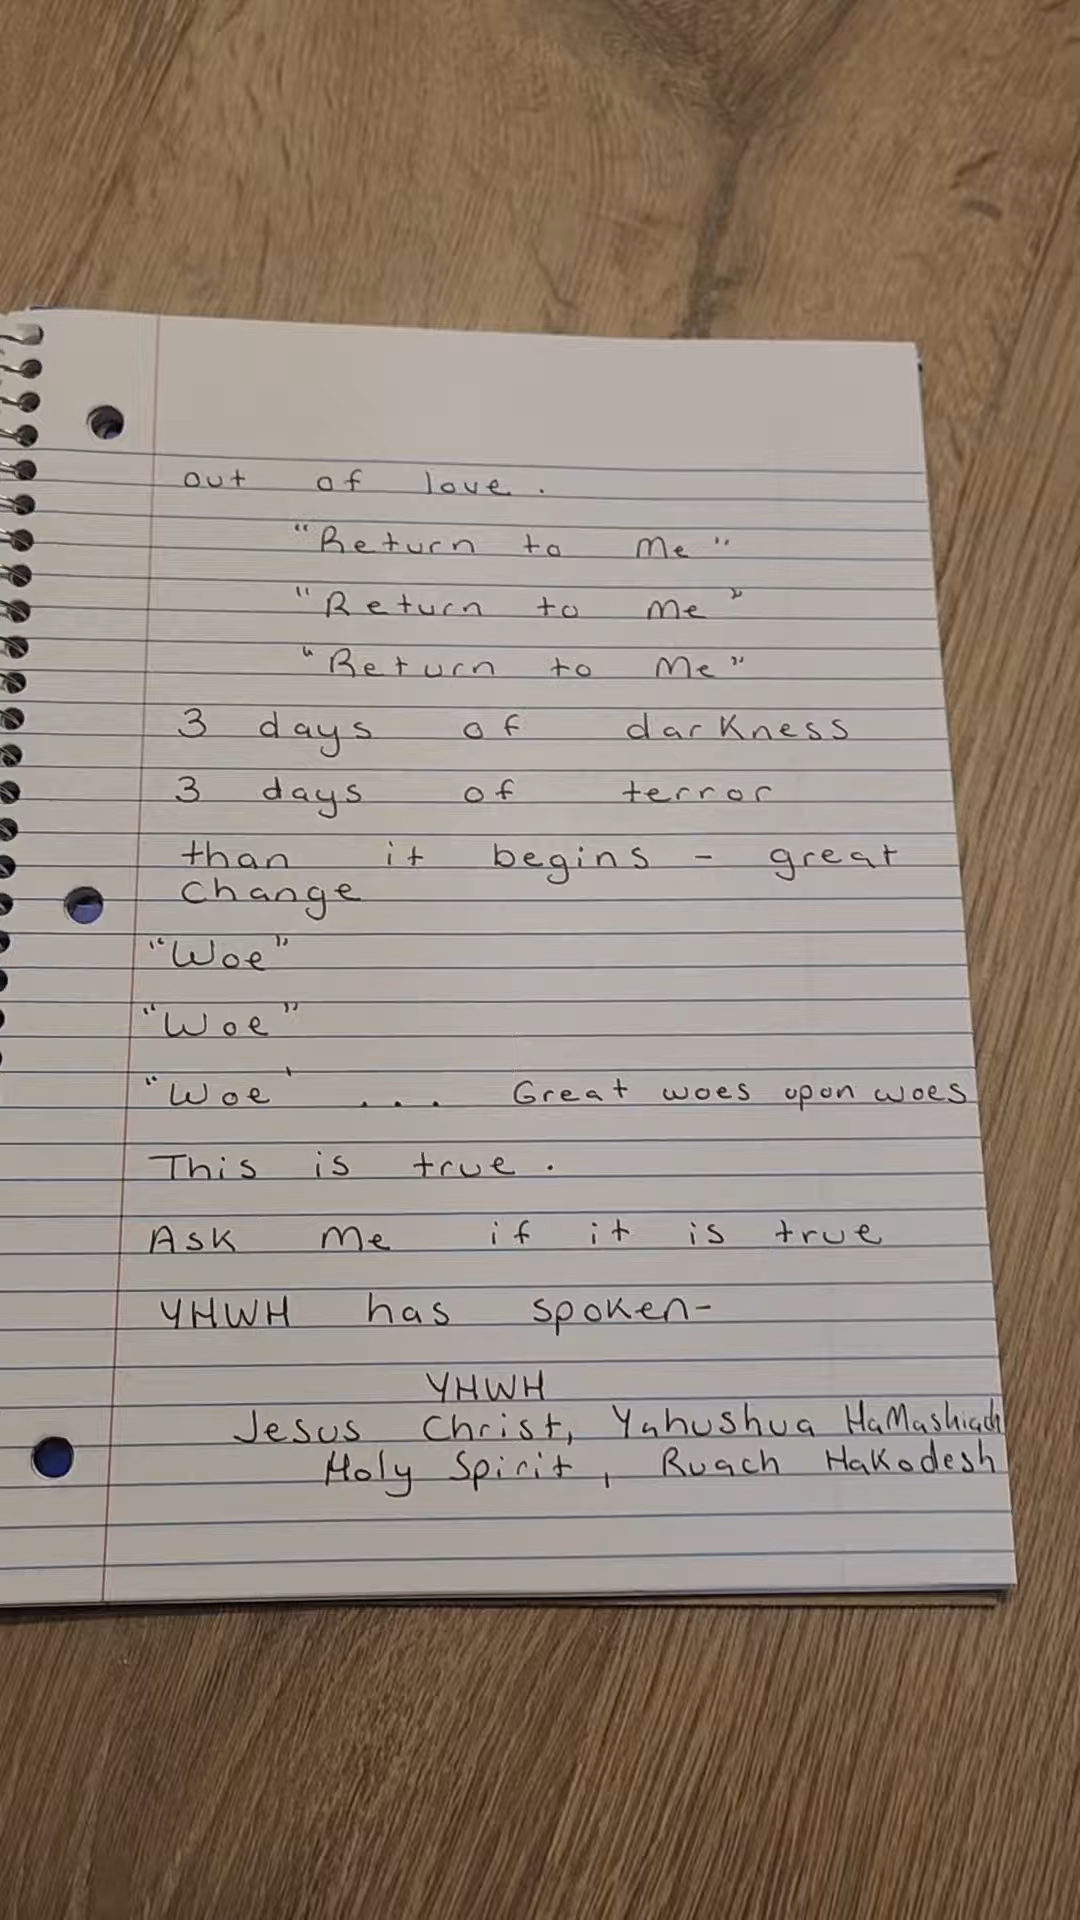 out of love.
"Return to Me"
"Return to Me"
"Return to Me"
3 days of darkness
3 days of terror
than it begins - great
change
"Woe"
"Woe"
"Woe' ... Great woes upon woes
This is true.
Ask Me if it is true
YHWH has spoken-
YHWH
Jesus Christ, Yahushua HaMashiach
Holy Spirit, Ruach HaKodesh